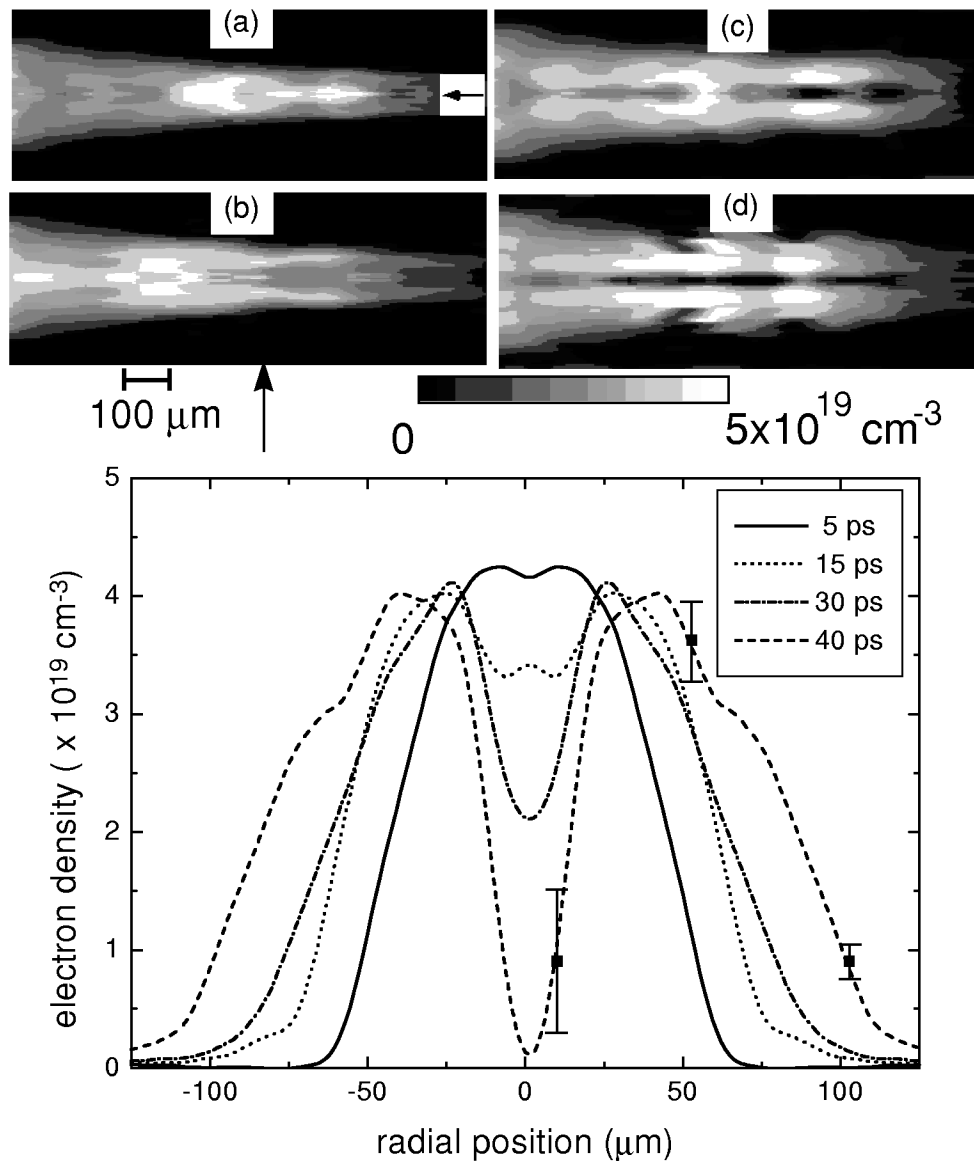 (a)
(c)
(b)
(d)
100 μm
0
5x10^19 cm^-3
5
4
3
2
1
0
electron density ( x 10^19 cm^-3)
5 ps
15 ps
30 ps
40 ps
-100
-50
0
50
100
radial position (μm)